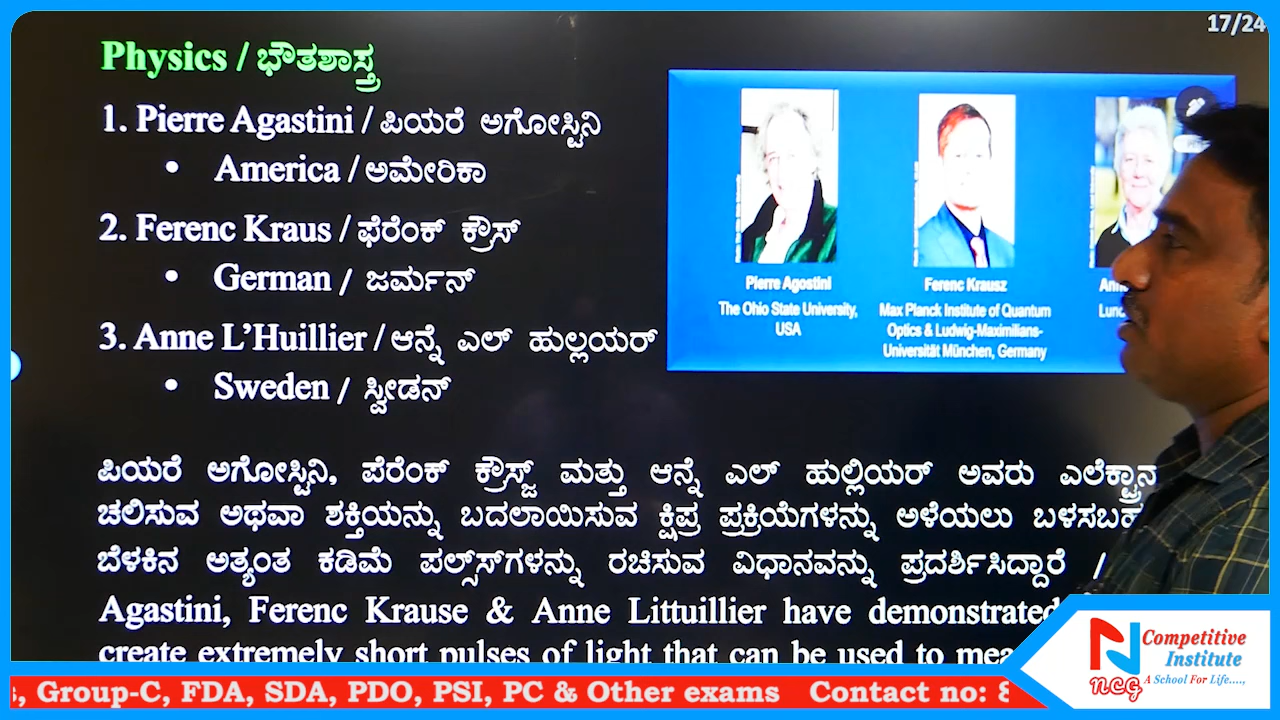 17/24
Physics / ಭೌತಶಾಸ್ತ್ರ
1. Pierre Agastini / ಪಿಯರೆ ಅಗೋಸ್ಟಿನಿ
• America / ಅಮೇರಿಕಾ
2. Ferenc Kraus / ಫೆರೆಂಕ್ ಕ್ರೌಸ್
• German / ಜರ್ಮನ್
3. Anne L'Huillier / ಆನ್ನೆ ಎಲ್ ಹುಲ್ಲಯರ್
• Sweden / ಸ್ವೀಡನ್
Pierre Agostini
The Ohio State University,
USA
Ferenc Krausz
Max Planck Institute of Quantum
Optics & Ludwig-Maximilians-
Universität München, Germany
ಪಿಯರೆ ಅಗೋಸ್ಟಿನಿ, ಪೆರೆಂಕ್ ಕ್ರೌಸ್ಜ್ ಮತ್ತು ಆನ್ನೆ ಎಲ್ ಹುಲ್ಲಿಯರ್ ಅವರು
ಚಲಿಸುವ ಅಥವಾ ಶಕ್ತಿಯನ್ನು ಬದಲಾಯಿಸುವ ಕ್ಷಿಪ್ರ ಪ್ರಕ್ರಿಯೆಗಳನ್ನು ಅಳೆಯಲು
ಬೆಳಕಿನ ಅತ್ಯಂತ ಕಡಿಮೆ ಪಲ್ಸ್‌ಸ್‌ಗಳನ್ನು ರಚಿಸುವ ವಿಧಾನವನ್ನು ಪ್ರದರ್ಶಿಸಿದ್ದಾರೆ /
Agastini, Ferenc Krause & Anne Littuillier have demonstrated
create extremely short pulses of light that can be used to
Competitive
Institute
ncg A School For Life....,
, Group-C, FDA, SDA, PDO, PSI, PC & Other exams Contact no: 8